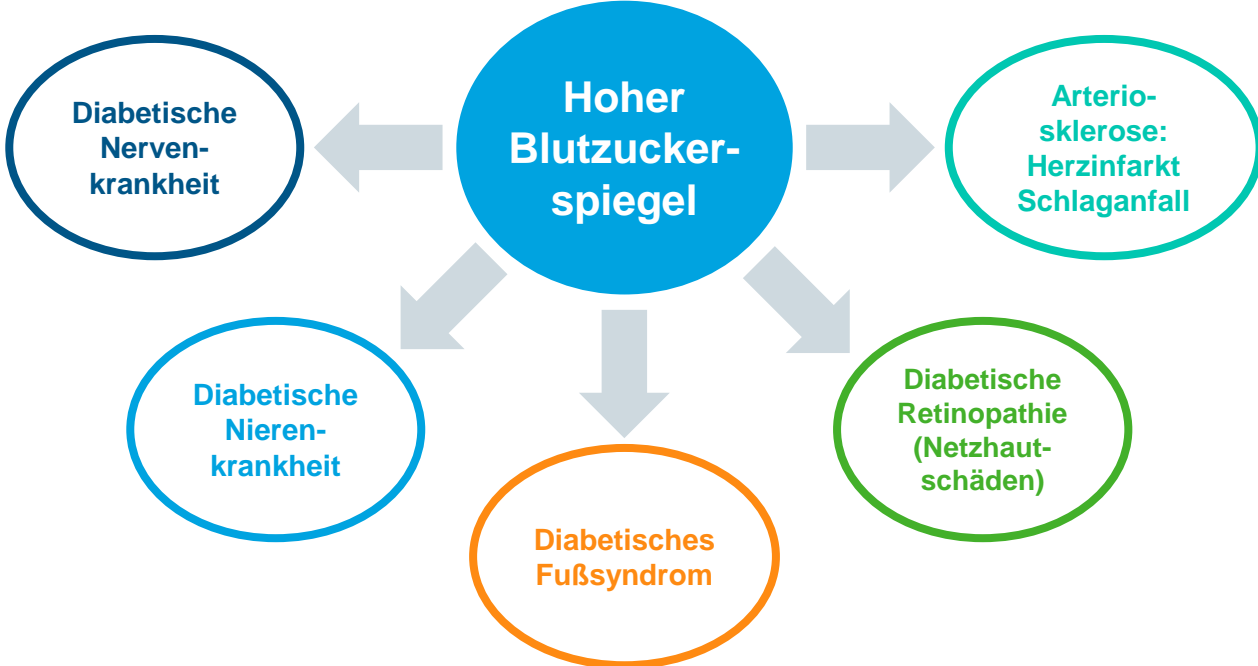 Hoher
Blutzucker-
spiegel
Diabetische
Nerven-
krankheit
Arterio-
sklerose:
Herzinfarkt
Schlaganfall
Diabetische
Nieren-
krankheit
Diabetische
Retinopathie
(Netzhaut-
schäden)
Diabetisches
Fußsyndrom